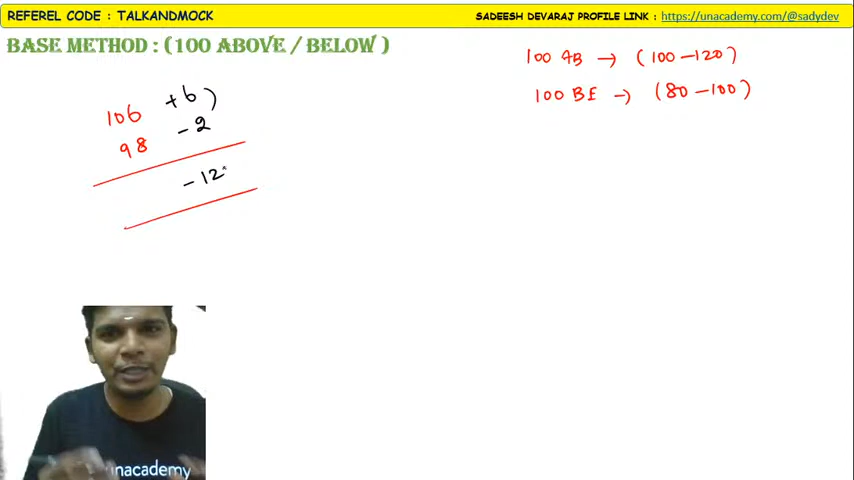 REFEREL CODE : TALKANDMOCK
SADEESH DEVARAJ PROFILE LINK : https://unacademy.com/@sadydev
BASE METHOD : (100 ABOVE / BELOW )
100 AB → (100 - 120)
100 BE → (80 - 100)
106 +6 )
98 - 2
- 12
unacademy